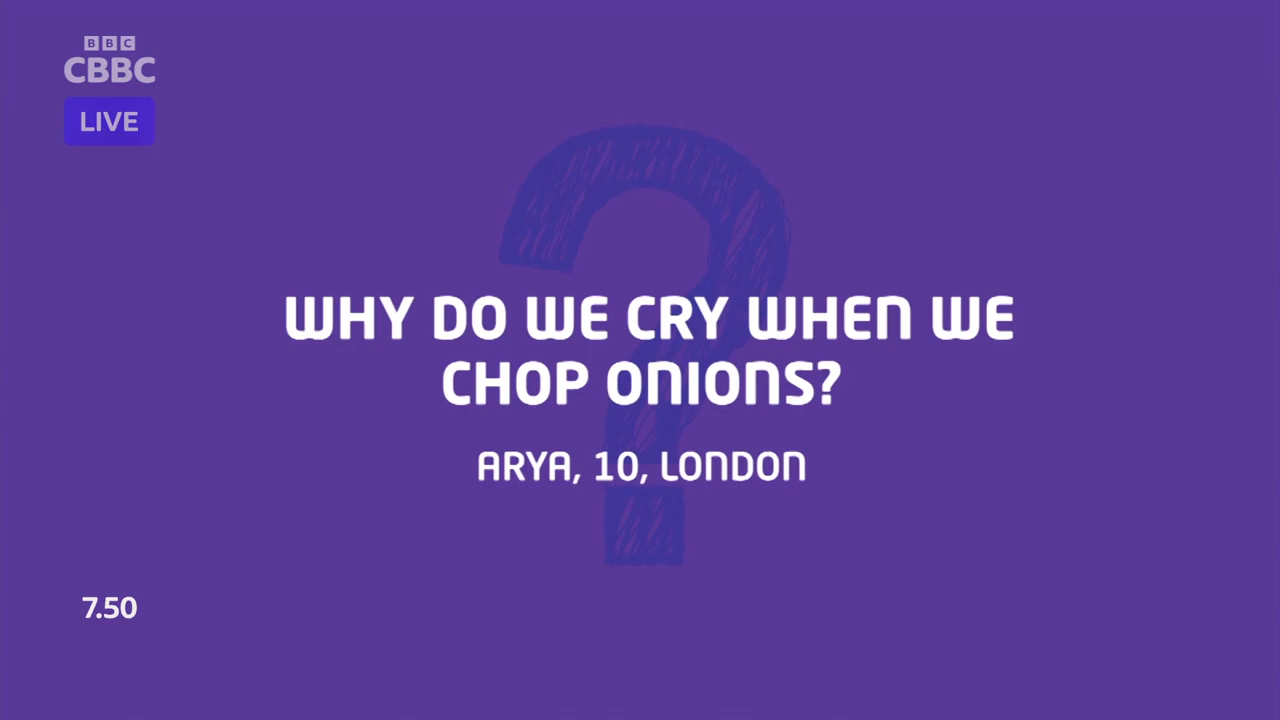 BBC
CBBC
LIVE
WHY DO WE CRY WHEN WE
CHOP ONIONS?
ARYA, 10, LONDON
7.50